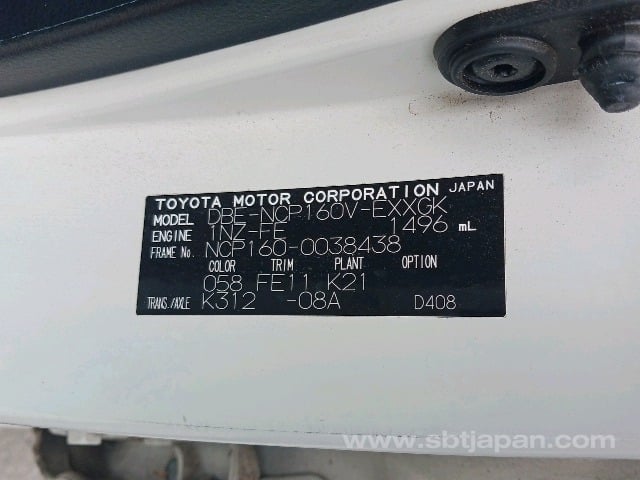 TOYOTA MOTOR CORPORATION JAPAN
MODEL DBE-NCP160V-EXXGK
ENGINE 1NZ-FE 1496 mL
FRAME No. NCP160-0038438
COLOR TRIM PLANT OPTION
058 FE11 K21
TRANS./AXLE K312 -08A D408
www.sbtjapan.com